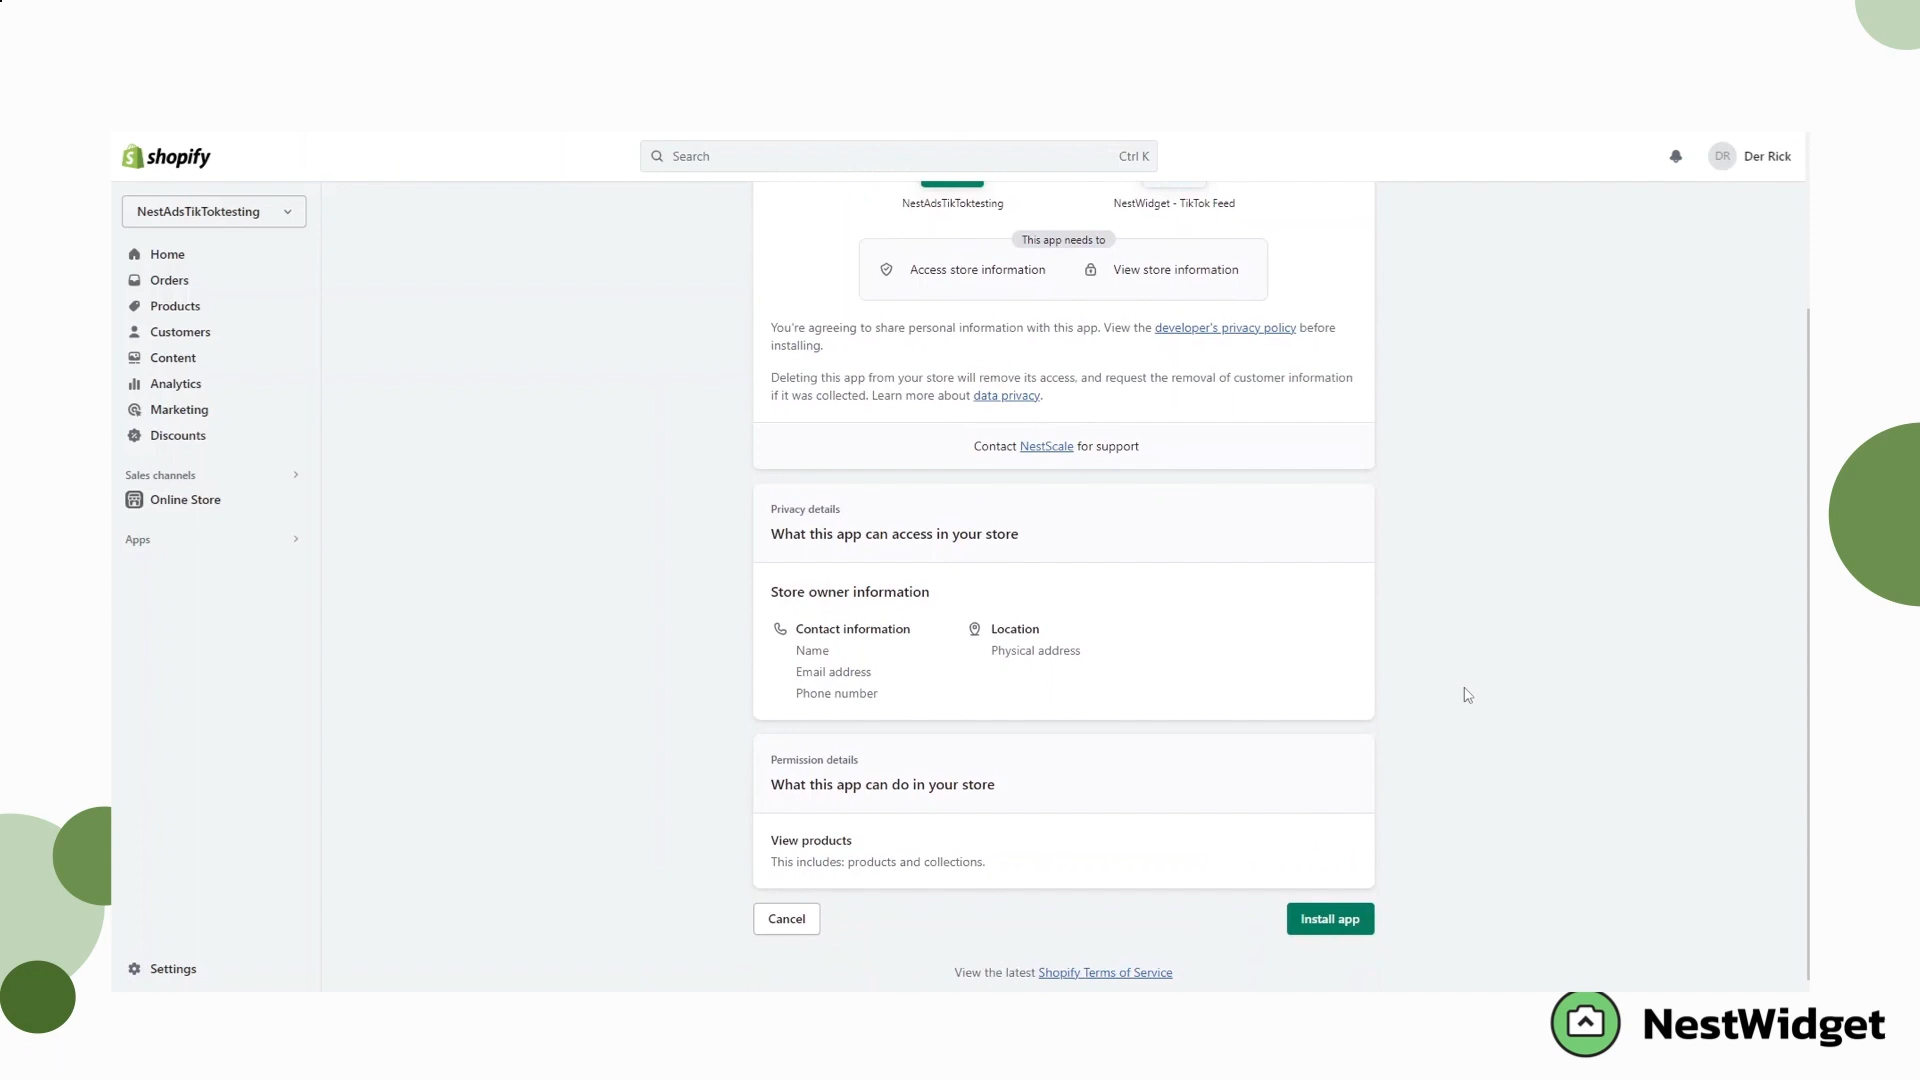 shopify
Search
Ctrl K
DR
Der Rick
NestAdsTikToktesting
Home
Orders
Products
Customers
Content
Analytics
Marketing
Discounts
Sales channels
Online Store
Apps
Settings
NestAdsTikToktesting
NestWidget - TikTok Feed
This app needs to
Access store information
View store information
You're agreeing to share personal information with this app. View the developer's privacy policy before
installing.
Deleting this app from your store will remove its access, and request the removal of customer information
if it was collected. Learn more about data privacy.
Contact NestScale for support
Privacy details
What this app can access in your store
Store owner information
Contact information
Name
Email address
Phone number
Location
Physical address
Permission details
What this app can do in your store
View products
This includes: products and collections.
Cancel
Install app
View the latest Shopify Terms of Service
NestWidget